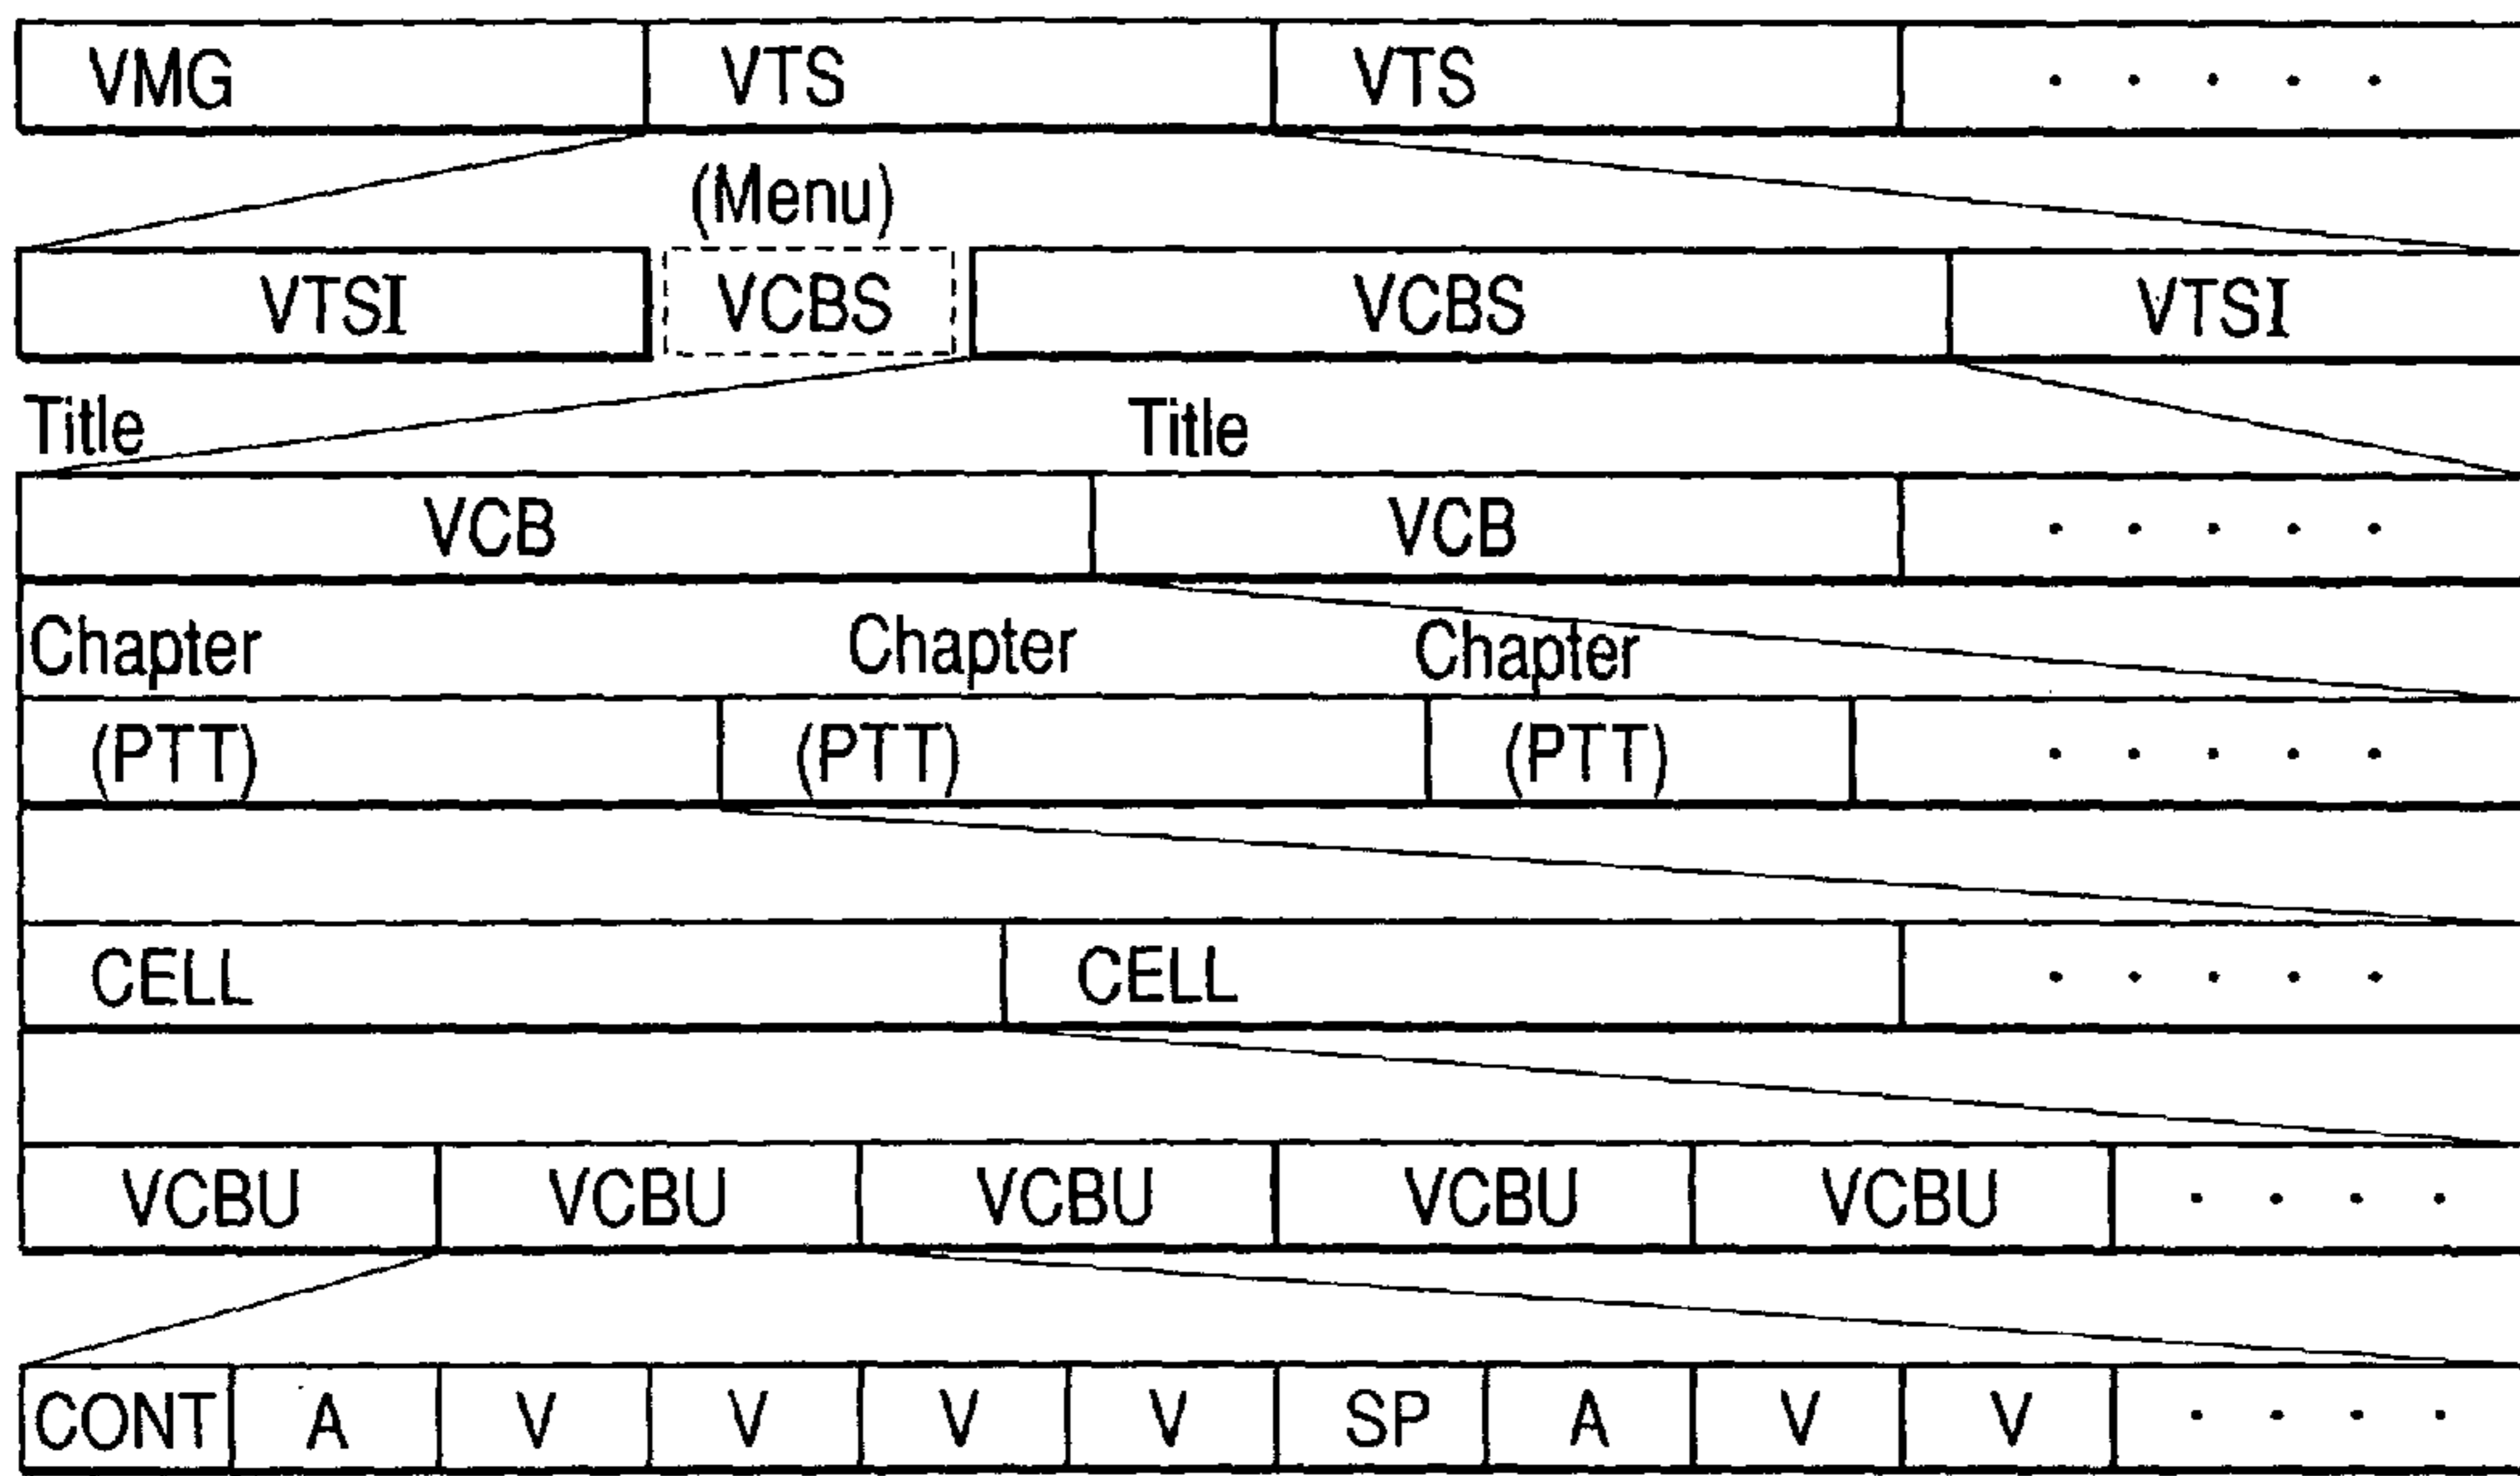 VMG VTS VTS . . . . .
(Menu)
VTSI VCBS VCBS VTSI
Title Title
VCB VCB . . . . .
Chapter Chapter Chapter
(PTT) (PTT) (PTT) . . . . .
CELL CELL . . . . .
VCBU VCBU VCBU VCBU VCBU . . . .
CONT A V V V V SP A V V . . . .